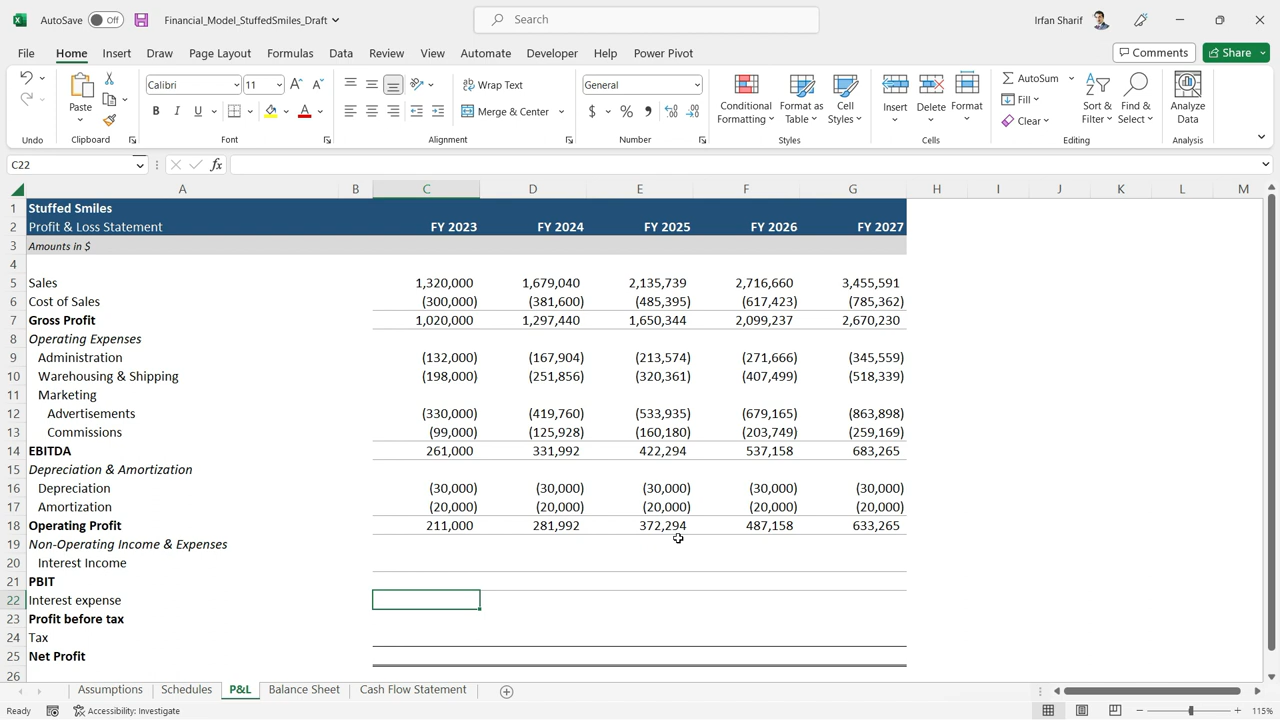 AutoSave Off Financial_Model_StuffedSmiles_Draft Search Irfan Sharif
File Home Insert Draw Page Layout Formulas Data Review View Automate Developer Help Power Pivot Comments Share
Paste Calibri 11 A A Wrap Text General Conditional Formatting Format as Table Cell Styles Insert Delete Format AutoSum Fill Clear Sort & Filter Find & Select Analyze Data
B I U A Merge & Center $ % ,
Undo Clipboard Font Alignment Number Styles Cells Editing Analysis
C22 fx
A B C D E F G H I J K L M
1 Stuffed Smiles
2 Profit & Loss Statement FY 2023 FY 2024 FY 2025 FY 2026 FY 2027
3 Amounts in $
4
5 Sales 1,320,000 1,679,040 2,135,739 2,716,660 3,455,591
6 Cost of Sales (300,000) (381,600) (485,395) (617,423) (785,362)
7 Gross Profit 1,020,000 1,297,440 1,650,344 2,099,237 2,670,230
8 Operating Expenses
9 Administration (132,000) (167,904) (213,574) (271,666) (345,559)
10 Warehousing & Shipping (198,000) (251,856) (320,361) (407,499) (518,339)
11 Marketing
12 Advertisements (330,000) (419,760) (533,935) (679,165) (863,898)
13 Commissions (99,000) (125,928) (160,180) (203,749) (259,169)
14 EBITDA 261,000 331,992 422,294 537,158 683,265
15 Depreciation & Amortization
16 Depreciation (30,000) (30,000) (30,000) (30,000) (30,000)
17 Amortization (20,000) (20,000) (20,000) (20,000) (20,000)
18 Operating Profit 211,000 281,992 372,294 487,158 633,265
19 Non-Operating Income & Expenses
20 Interest Income
21 PBIT
22 Interest expense
23 Profit before tax
24 Tax
25 Net Profit
26
Assumptions Schedules P&L Balance Sheet Cash Flow Statement
Ready Accessibility: Investigate 115%